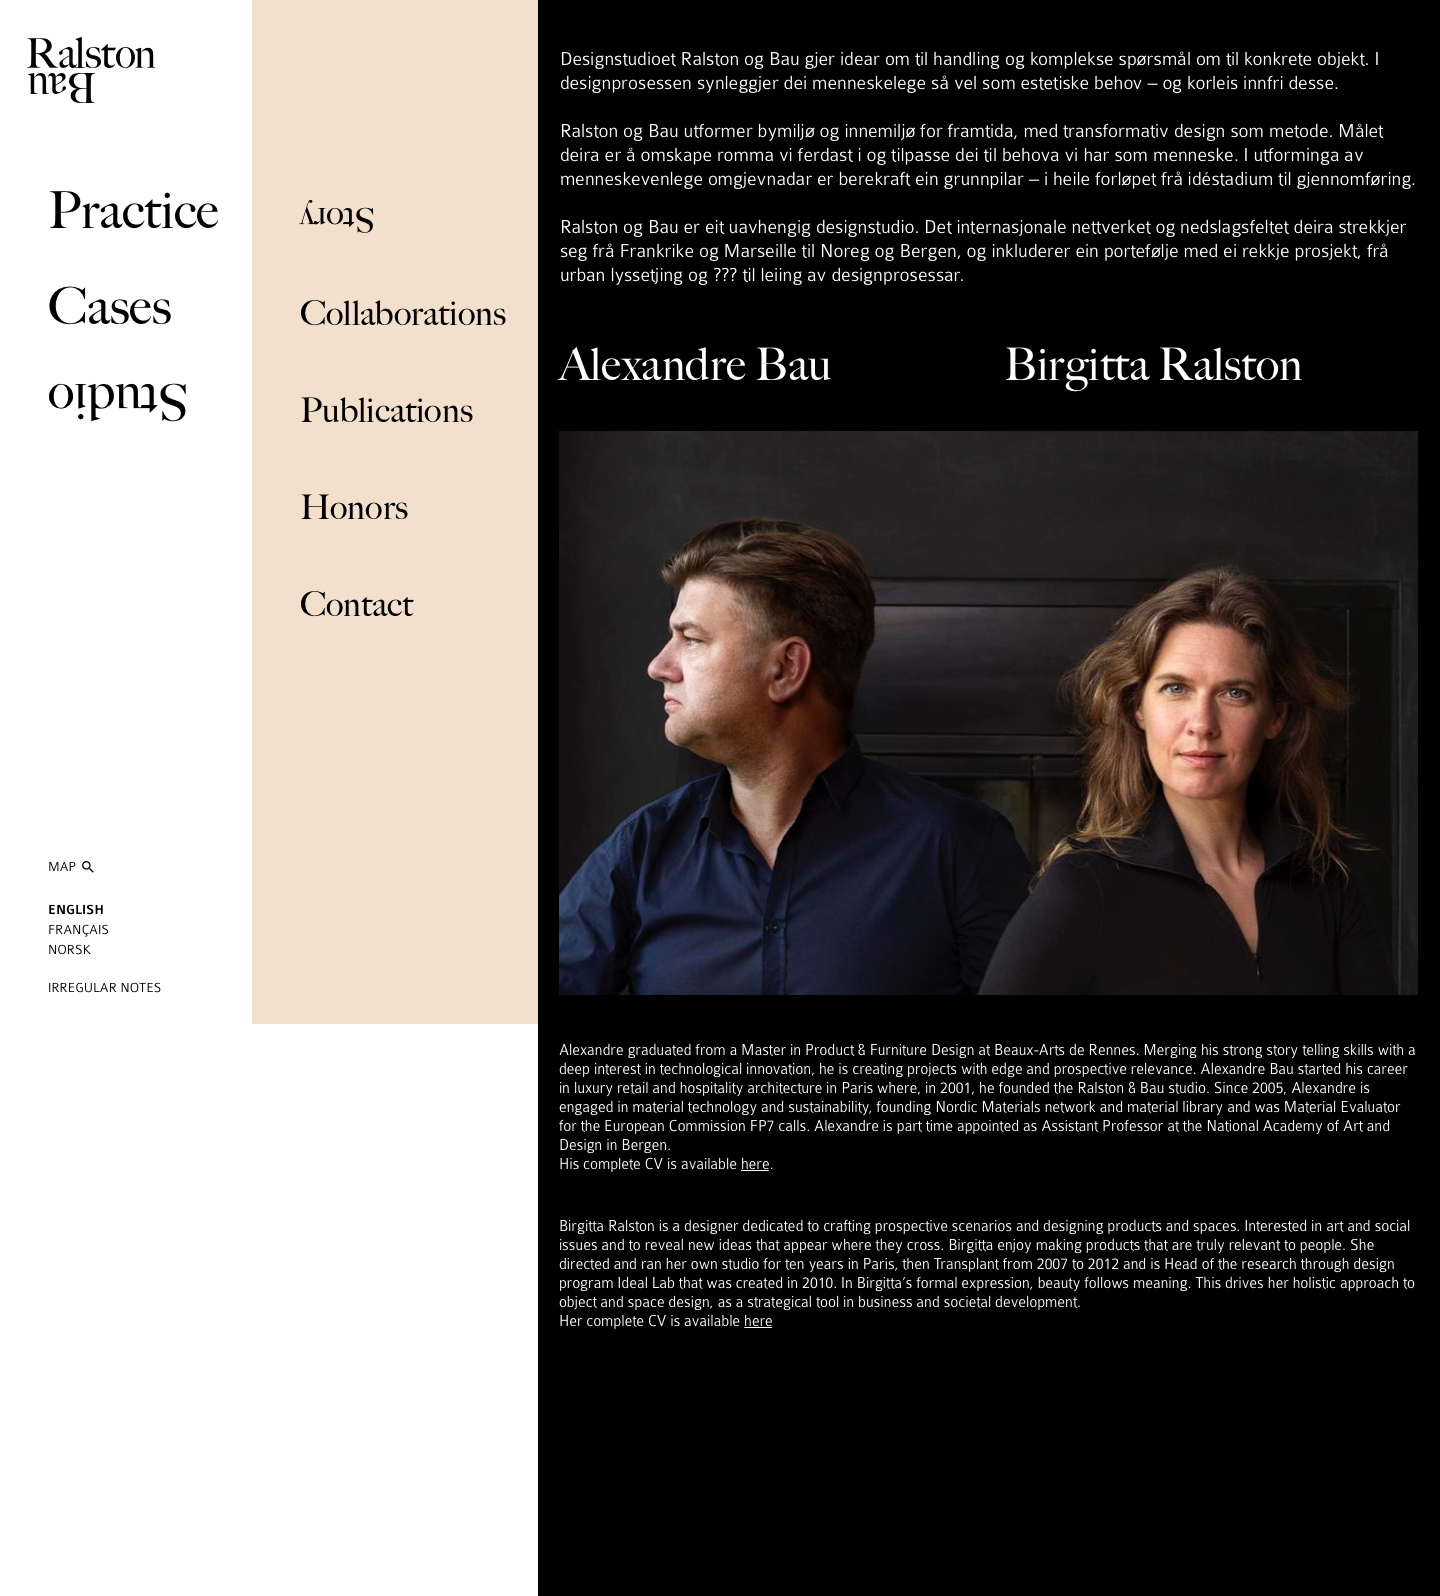 Ralston
Bau
Practice
Cases
Studio
MAP
ENGLISH
FRANÇAIS
NORSK
IRREGULAR NOTES
Story
Collaborations
Publications
Honors
Contact
Designstudioet Ralston og Bau gjer idear om til handling og komplekse spørsmål om til konkrete objekt. I
designprosessen synleggjer dei menneskelege så vel som estetiske behov – og korleis innfri desse.
Ralston og Bau utformer bymiljø og innemiljø for framtida, med transformativ design som metode. Målet
deira er å omskape romma vi ferdast i og tilpasse dei til behova vi har som menneske. I utforminga av
menneskevenlege omgjevnadar er berekraft ein grunnpilar – i heile forløpet frå idéstadium til gjennomføring.
Ralston og Bau er eit uavhengig designstudio. Det internasjonale nettverket og nedslagsfeltet deira strekkjer
seg frå Frankrike og Marseille til Noreg og Bergen, og inkluderer ein portefølje med ei rekkje prosjekt, frå
urban lyssetjing og ??? til leiing av designprosessar.
Alexandre Bau
Birgitta Ralston
Alexandre graduated from a Master in Product & Furniture Design at Beaux-Arts de Rennes. Merging his strong story telling skills with a
deep interest in technological innovation, he is creating projects with edge and prospective relevance. Alexandre Bau started his career
in luxury retail and hospitality architecture in Paris where, in 2001, he founded the Ralston & Bau studio. Since 2005, Alexandre is
engaged in material technology and sustainability, founding Nordic Materials network and material library and was Material Evaluator
for the European Commission FP7 calls. Alexandre is part time appointed as Assistant Professor at the National Academy of Art and
Design in Bergen.
His complete CV is available here.
Birgitta Ralston is a designer dedicated to crafting prospective scenarios and designing products and spaces. Interested in art and social
issues and to reveal new ideas that appear where they cross. Birgitta enjoy making products that are truly relevant to people. She
directed and ran her own studio for ten years in Paris, then Transplant from 2007 to 2012 and is Head of the research through design
program Ideal Lab that was created in 2010. In Birgitta’s formal expression, beauty follows meaning. This drives her holistic approach to
object and space design, as a strategical tool in business and societal development.
Her complete CV is available here